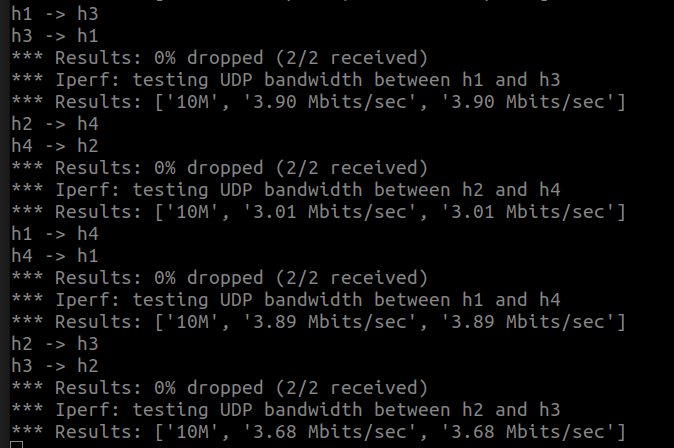 h1 -> h3
h3 -> h1
*** Results: 0% dropped (2/2 received)
*** Iperf: testing UDP bandwidth between h1 and h3
*** Results: ['10M', '3.90 Mbits/sec', '3.90 Mbits/sec']
h2 -> h4
h4 -> h2
*** Results: 0% dropped (2/2 received)
*** Iperf: testing UDP bandwidth between h2 and h4
*** Results: ['10M', '3.01 Mbits/sec', '3.01 Mbits/sec']
h1 -> h4
h4 -> h1
*** Results: 0% dropped (2/2 received)
*** Iperf: testing UDP bandwidth between h1 and h4
*** Results: ['10M', '3.89 Mbits/sec', '3.89 Mbits/sec']
h2 -> h3
h3 -> h2
*** Results: 0% dropped (2/2 received)
*** Iperf: testing UDP bandwidth between h2 and h3
*** Results: ['10M', '3.68 Mbits/sec', '3.68 Mbits/sec']